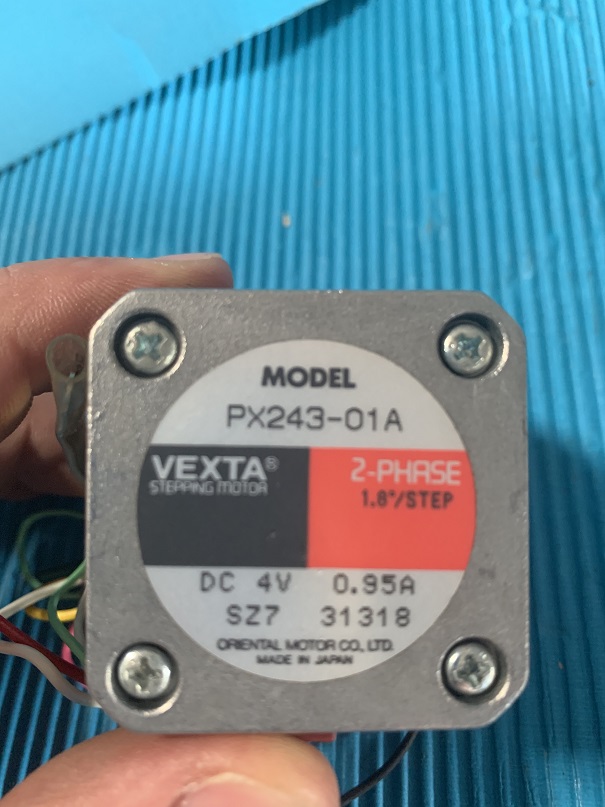 MODEL
PX243-01A
VEXTA®
STEPPING MOTOR
2-PHASE
1.8°/STEP
DC 4V 0.95A
SZ7 31318
ORIENTAL MOTOR CO., LTD.
MADE IN JAPAN